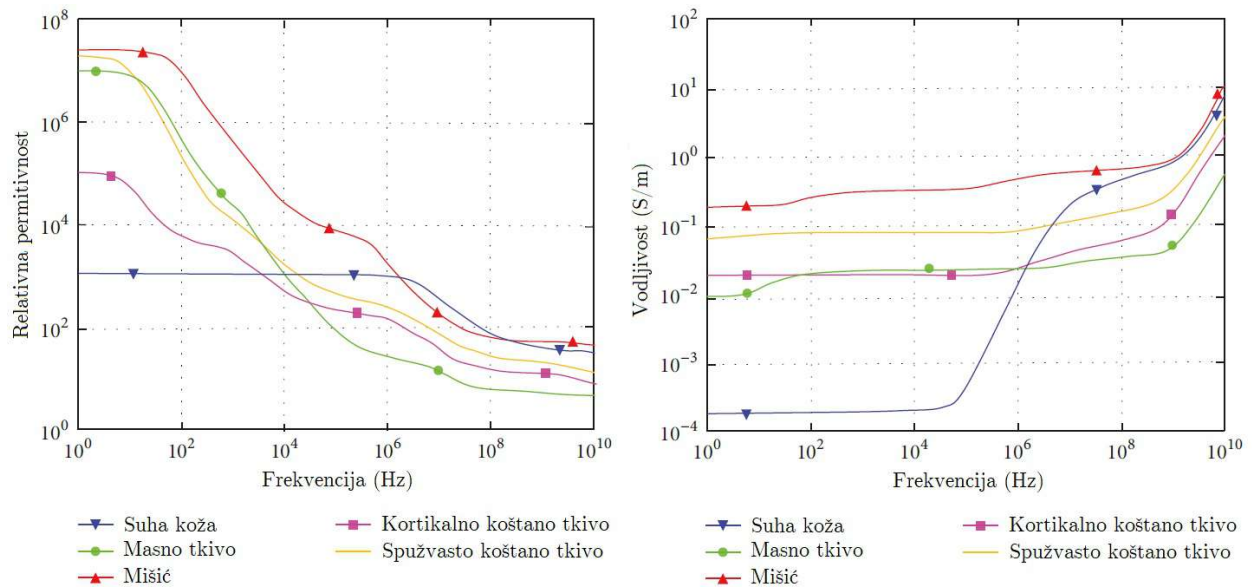 Relativna permitivnost
10^8
10^6
10^4
10^2
10^0
10^0 10^2 10^4 10^6 10^8 10^10
Frekvencija (Hz)
Suha koža
Masno tkivo
Mišić
Kortikalno koštano tkivo
Spužvasto koštano tkivo
Vodljivost (S/m)
10^2
10^1
10^0
10^-1
10^-2
10^-3
10^-4
10^0 10^2 10^4 10^6 10^8 10^10
Frekvencija (Hz)
Suha koža
Masno tkivo
Mišić
Kortikalno koštano tkivo
Spužvasto koštano tkivo